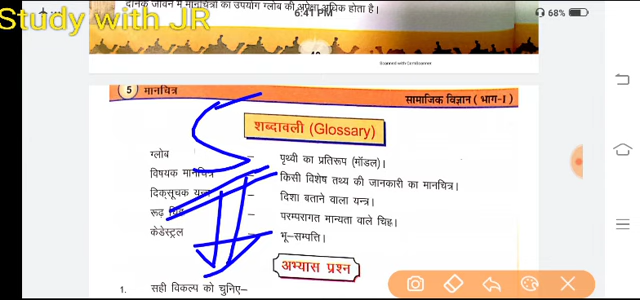 दैनिक जीवन में मानचित्रों का उपयोग ग्लोब की अपेक्षा अधिक होता है।
Study with JR
6:41 PM
68%
Scanned with CamScanner
5 मानचित्र
सामाजिक विज्ञान ( भाग-I )
शब्दावली (Glossary)
ग्लोब – पृथ्वी का प्रतिरूप (मॉडल)।
विषयक मानचित्र – किसी विशेष तथ्य की जानकारी का मानचित्र।
दिक्सूचक यन्त्र – दिशा बताने वाला यन्त्र।
रूढ़ चिह्न – परम्परागत मान्यता वाले चिह्न।
केडेस्ट्रल – भू-सम्पत्ति।
अभ्यास प्रश्न
1. सही विकल्प को चुनिए–